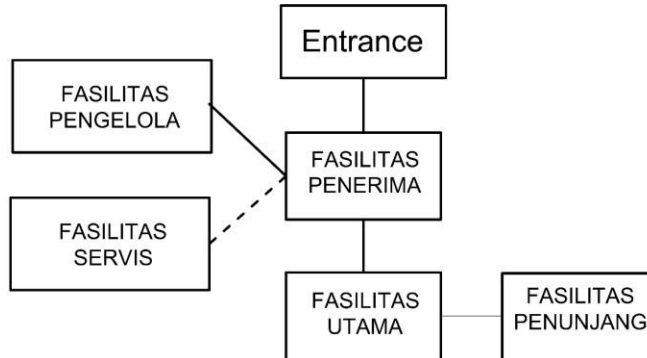 Entrance
FASILITAS
PENGELOLA
FASILITAS
PENERIMA
FASILITAS
SERVIS
FASILITAS
UTAMA
FASILITAS
PENUNJANG